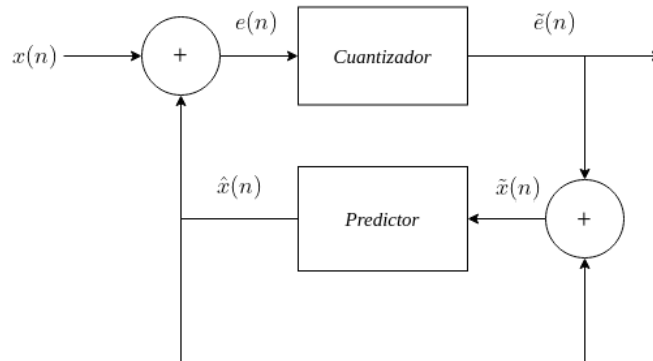 e(n)
ẽ(n)
x(n)
+
Cuantizador
x̂(n)
x̃(n)
Predictor
+